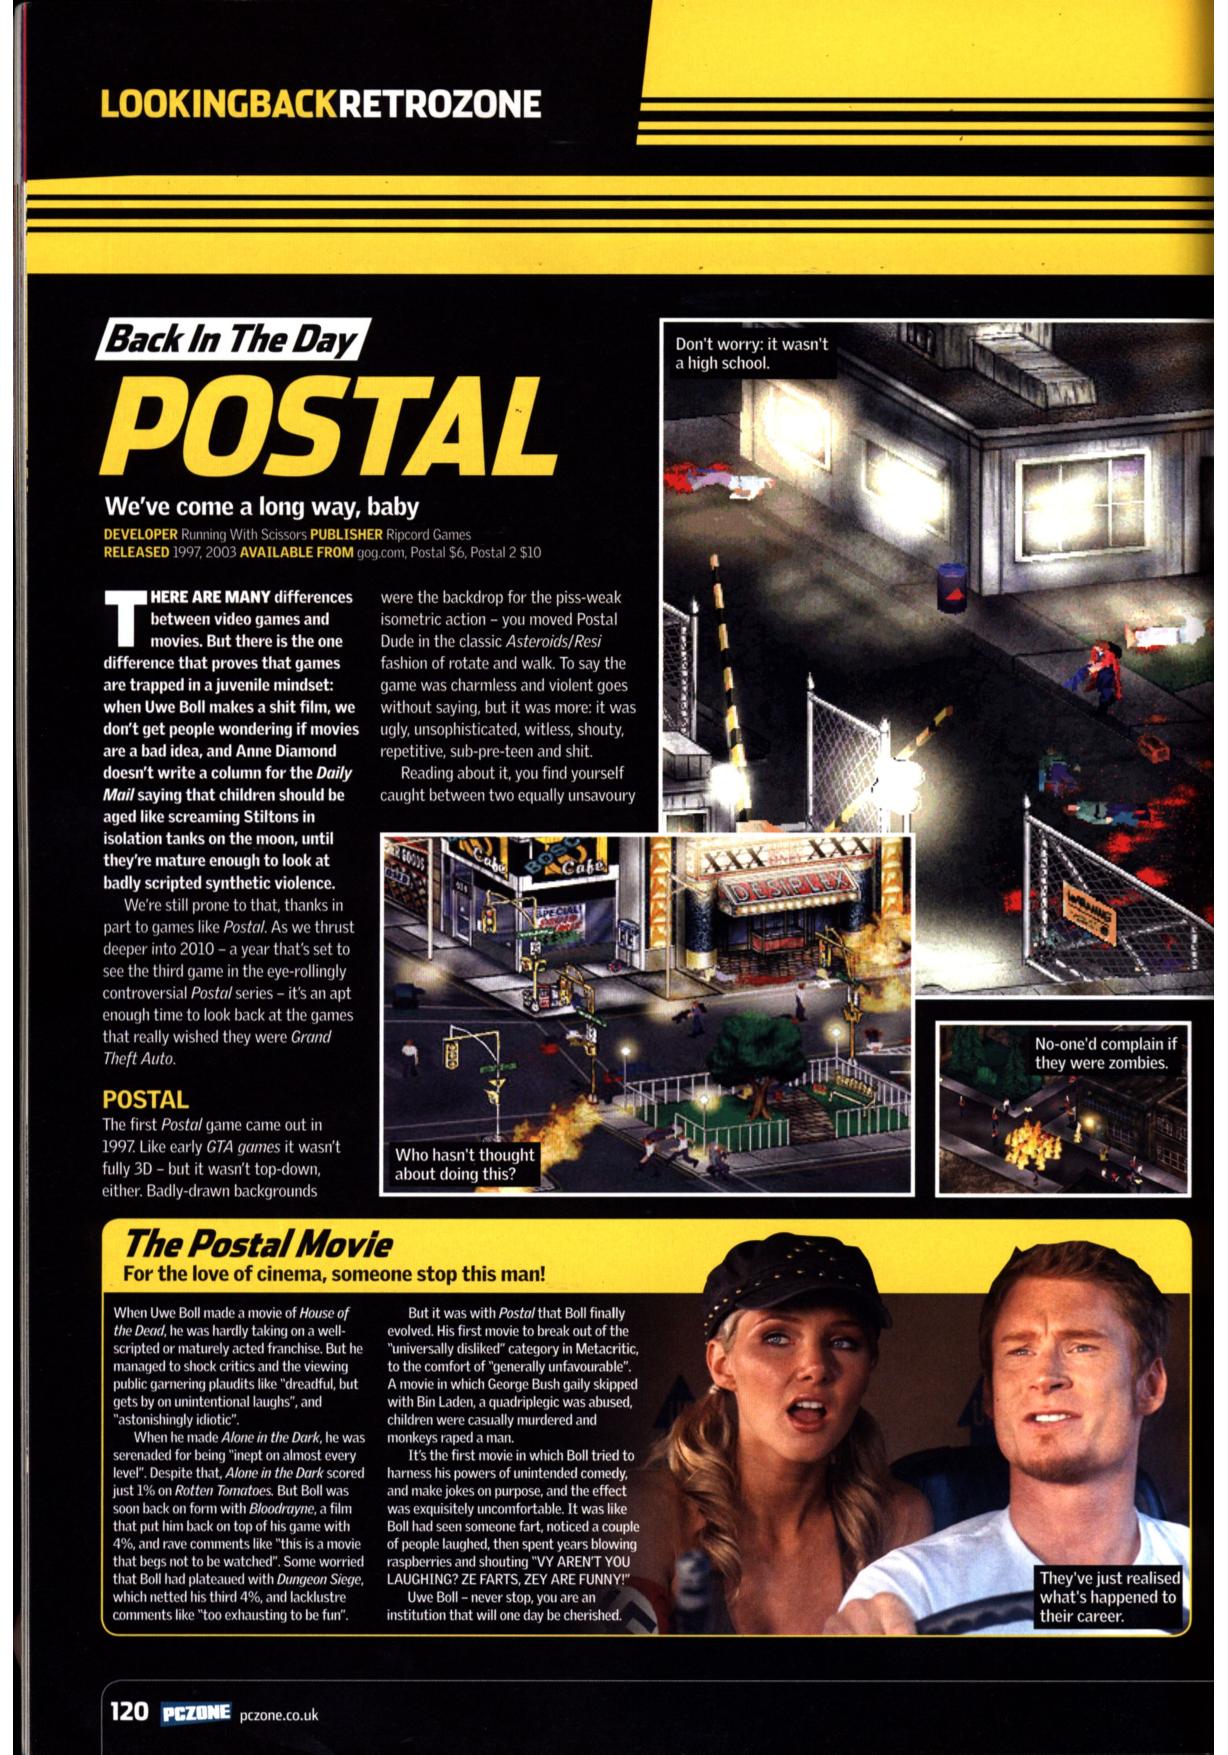 LOOKINGBACKRETROZONE
Back In The Day
POSTAL
We've come a long way, baby
DEVELOPER Running With Scissors PUBLISHER Ripcord Games
RELEASED 1997, 2003 AVAILABLE FROM gog.com, Postal $6, Postal 2 $10
THERE ARE MANY differences
between video games and
movies. But there is the one
difference that proves that games
are trapped in a juvenile mindset:
when Uwe Boll makes a shit film, we
don't get people wondering if movies
are a bad idea, and Anne Diamond
doesn't write a column for the Daily
Mail saying that children should be
aged like screaming Stiltons in
isolation tanks on the moon, until
they're mature enough to look at
badly scripted synthetic violence.
We're still prone to that, thanks in
part to games like Postal. As we thrust
deeper into 2010 – a year that's set to
see the third game in the eye-rollingly
controversial Postal series – it's an apt
enough time to look back at the games
that really wished they were Grand
Theft Auto.
POSTAL
The first Postal game came out in
1997. Like early GTA games it wasn't
fully 3D – but it wasn't top-down,
either. Badly-drawn backgrounds
were the backdrop for the piss-weak
isometric action – you moved Postal
Dude in the classic Asteroids/Resi
fashion of rotate and walk. To say the
game was charmless and violent goes
without saying, but it was more: it was
ugly, unsophisticated, witless, shouty,
repetitive, sub-pre-teen and shit.
Reading about it, you find yourself
caught between two equally unsavoury
Don't worry: it wasn't
a high school.
WARNING
Cafe
BOSCO
Cafe
XXX XXX
DESIPLEX
SPECIAL!
Who hasn't thought
about doing this?
No-one'd complain if
they were zombies.
The Postal Movie
For the love of cinema, someone stop this man!
When Uwe Boll made a movie of House of
the Dead, he was hardly taking on a well-
scripted or maturely acted franchise. But he
managed to shock critics and the viewing
public garnering plaudits like "dreadful, but
gets by on unintentional laughs", and
"astonishingly idiotic".
When he made Alone in the Dark, he was
serenaded for being "inept on almost every
level". Despite that, Alone in the Dark scored
just 1% on Rotten Tomatoes. But Boll was
soon back on form with Bloodrayne, a film
that put him back on top of his game with
4%, and rave comments like "this is a movie
that begs not to be watched". Some worried
that Boll had plateaued with Dungeon Siege,
which netted his third 4%, and lacklustre
comments like "too exhausting to be fun".
But it was with Postal that Boll finally
evolved. His first movie to break out of the
"universally disliked" category in Metacritic,
to the comfort of "generally unfavourable".
A movie in which George Bush gaily skipped
with Bin Laden, a quadriplegic was abused,
children were casually murdered and
monkeys raped a man.
It's the first movie in which Boll tried to
harness his powers of unintended comedy,
and make jokes on purpose, and the effect
was exquisitely uncomfortable. It was like
Boll had seen someone fart, noticed a couple
of people laughed, then spent years blowing
raspberries and shouting "VY AREN'T YOU
LAUGHING? ZE FARTS, ZEY ARE FUNNY!"
Uwe Boll – never stop, you are an
institution that will one day be cherished.
They've just realised
what's happened to
their career.
120 PCZONE pczone.co.uk